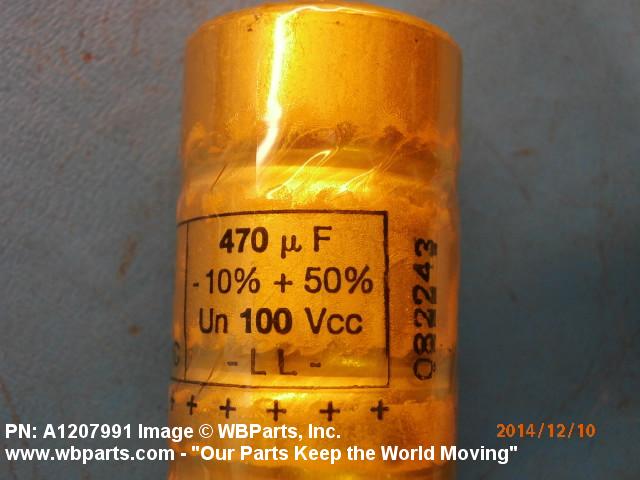 470 µ F
-10% + 50%
Un 100 Vcc
- L L -
082243
+ + + + + +
PN: A1207991 Image © WBParts, Inc.
2014/12/10
www.wbparts.com - "Our Parts Keep the World Moving"